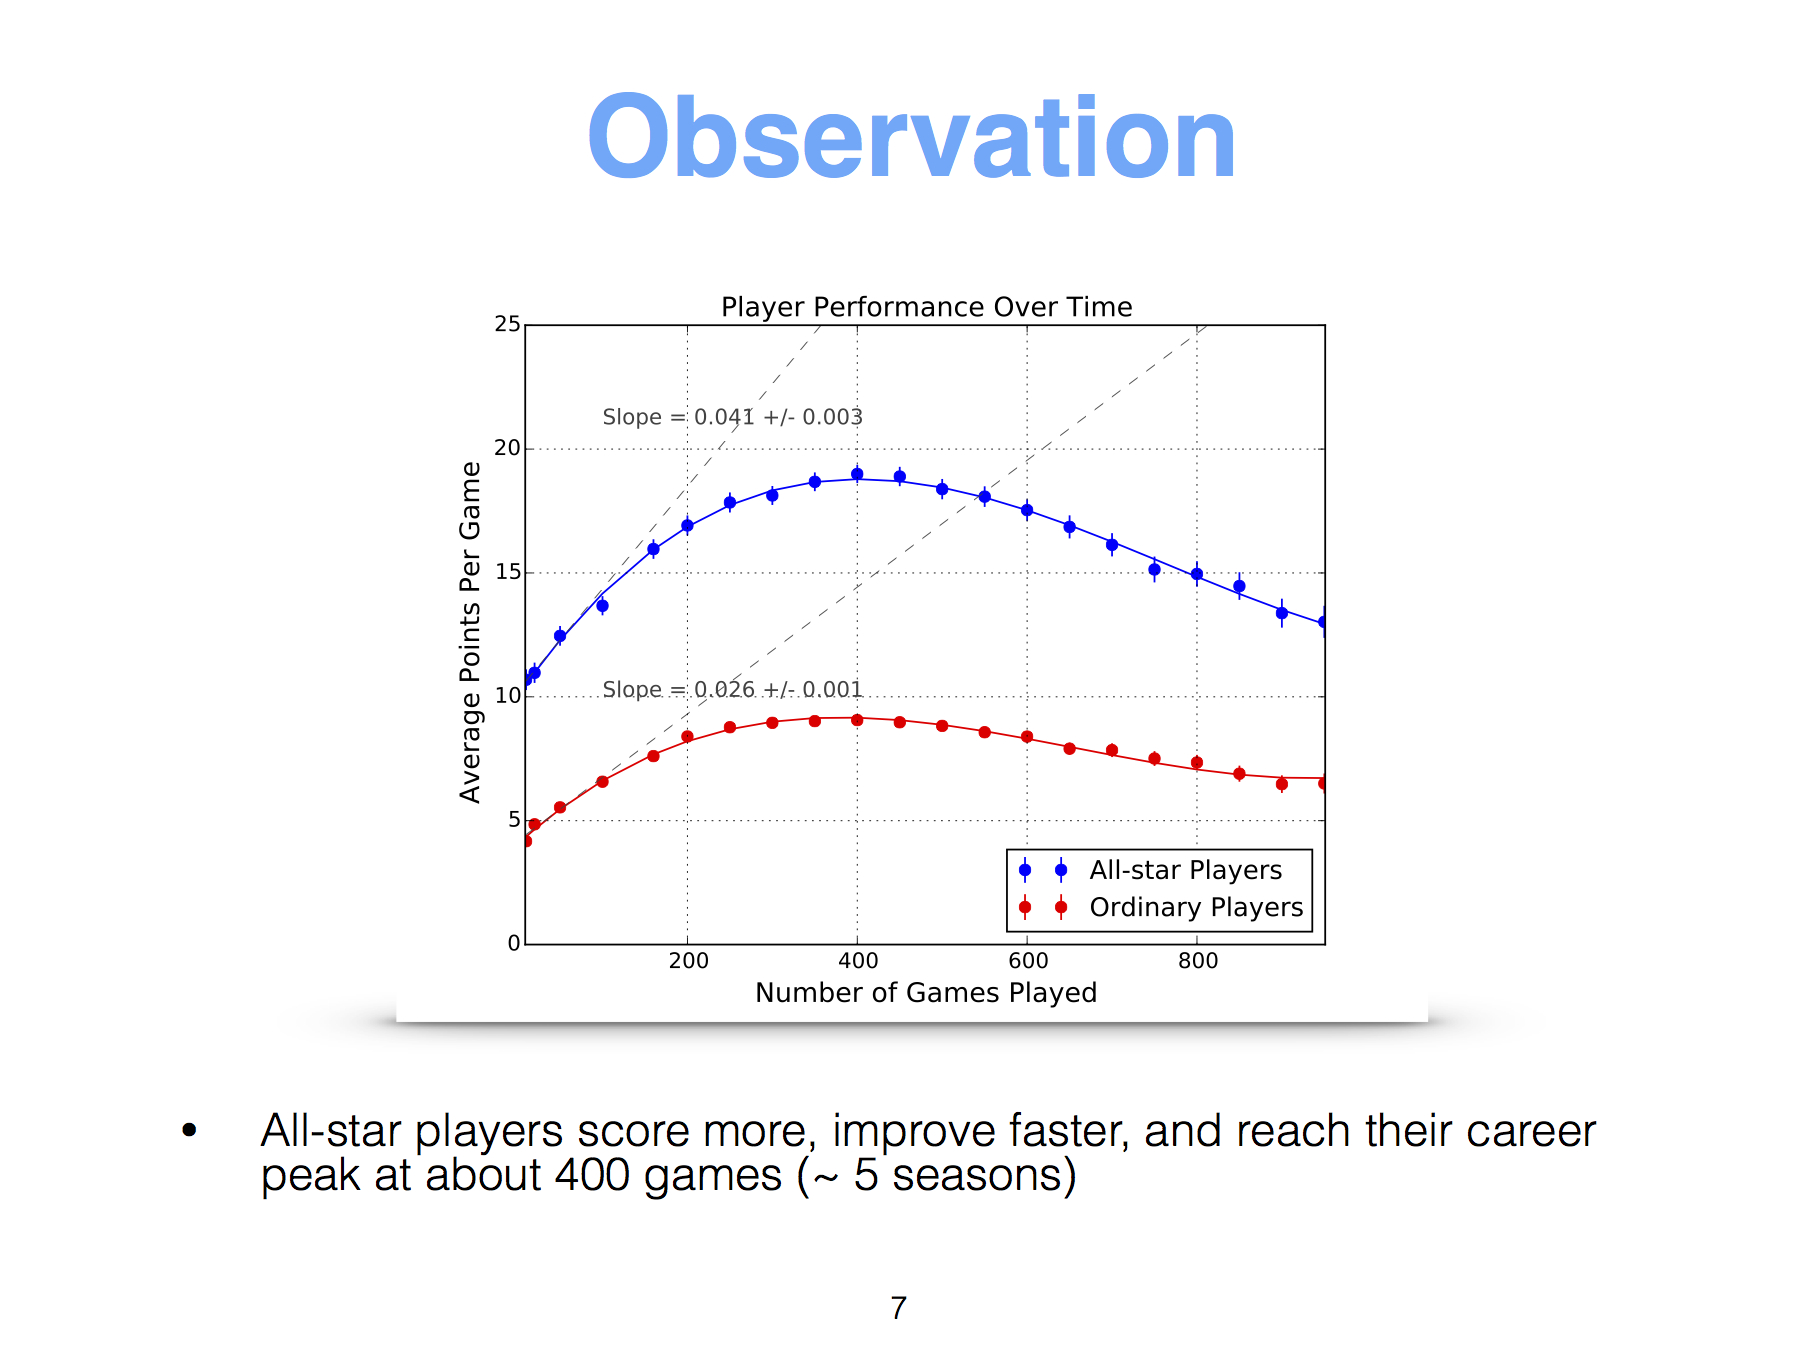 Observation
Player Performance Over Time
25
20
15
10
5
0
Average Points Per Game
Slope = 0.041 +/- 0.003
Slope = 0.026 +/- 0.001
All-star Players
Ordinary Players
200 400 600 800
Number of Games Played
• All-star players score more, improve faster, and reach their career
peak at about 400 games (~ 5 seasons)
7